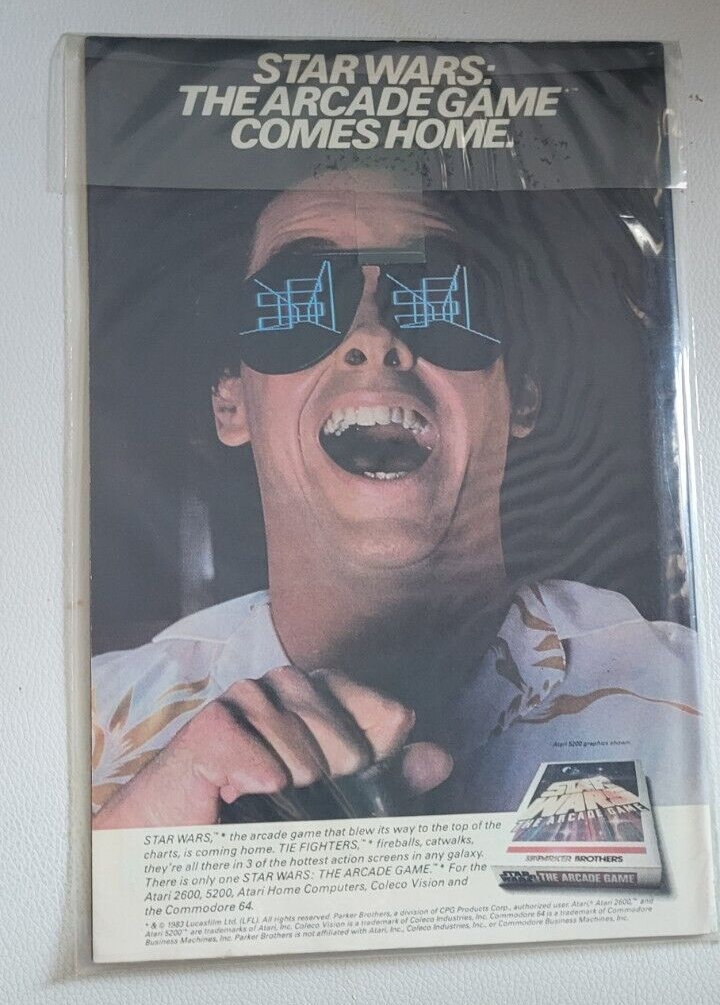 STAR WARS:
THE ARCADE GAME™
COMES HOME.
Atari 5200 graphics shown.
STAR WARS
THE ARCADE GAME
PARKER BROTHERS
STAR WARS THE ARCADE GAME
STAR WARS,™* the arcade game that blew its way to the top of the
charts, is coming home. TIE FIGHTERS,™* fireballs, catwalks,
they're all there in 3 of the hottest action screens in any galaxy.
There is only one STAR WARS: THE ARCADE GAME.™* For the
Atari 2600, 5200, Atari Home Computers, Coleco Vision and
the Commodore 64.
* & © 1983 Lucasfilm Ltd. (LFL). All rights reserved. Parker Brothers, a division of CPG Products Corp., authorized user. Atari,® Atari 2600,™ and
Atari 5200™ are trademarks of Atari, Inc. Coleco Vision is a trademark of Coleco Industries, Inc. Commodore 64 is a trademark of Commodore
Business Machines, Inc. Parker Brothers is not affiliated with Atari, Inc., Coleco Industries, Inc., or Commodore Business Machines, Inc.